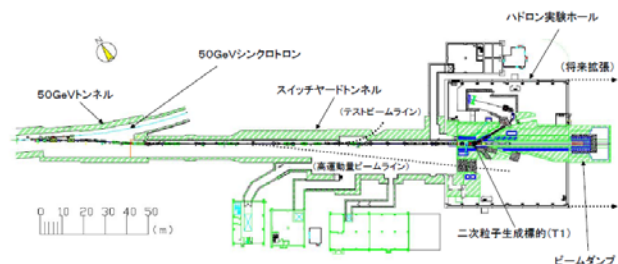 ハドロン実験ホール
50GeVシンクロトロン
(将来拡張)
50GeVトンネル
スイッチヤードトンネル
(テストビームライン)
(高運動量ビームライン)
0 10 20 30 40 50
(m)
二次粒子生成標的(T1)
ビームダンプ